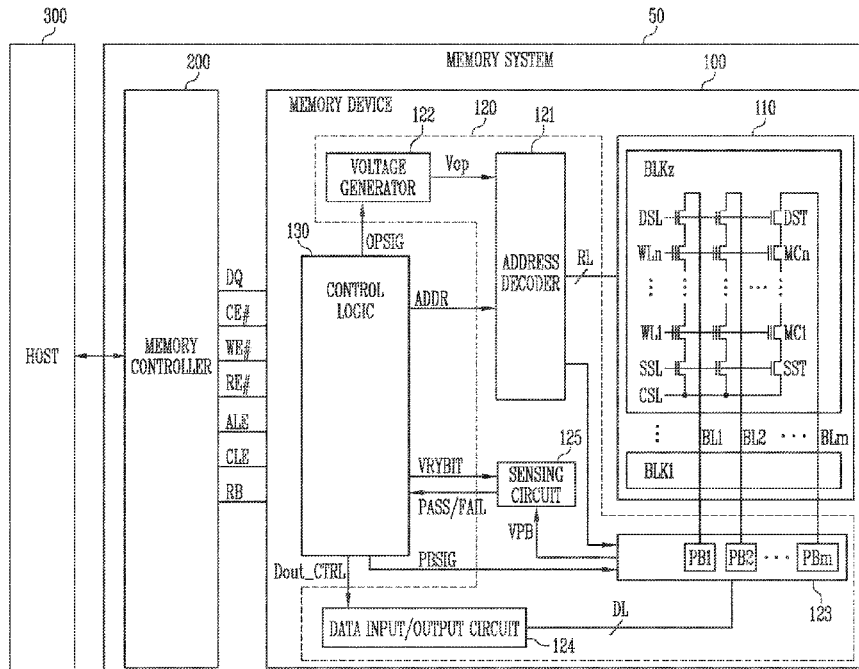 300
50
200
MEMORY SYSTEM
100
MEMORY DEVICE
122
120
121
110
VOLTAGE GENERATOR
Vop
BLKz
130
OPSIG
DSL
DST
WLn
MCn
CONTROL LOGIC
ADDRESS DECODER
RL
ADDR
DQ
CE#
WE#
RE#
ALE
CLE
RB
HOST
MEMORY CONTROLLER
WL1
MC1
SSL
SST
CSL
125
BL1
BL2
BLm
VRYBIT
SENSING CIRCUIT
BLK1
PASS/FAIL
VPB
PBSIG
PB1
PB2
PBm
Dout_CTRL
123
DL
DATA INPUT/OUTPUT CIRCUIT
124